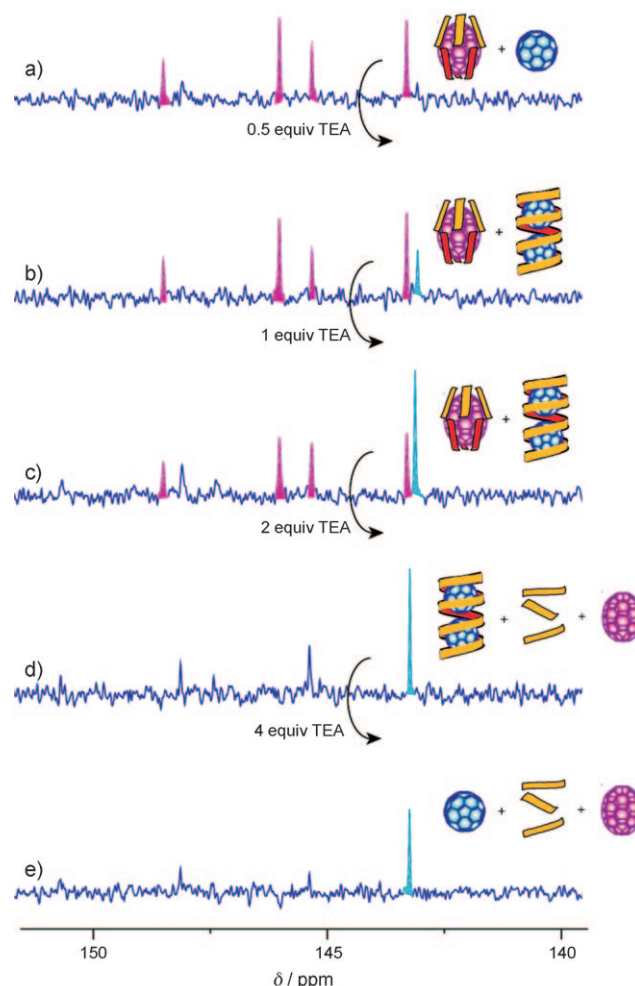 a)
+
0.5 equiv TEA
b)
+
1 equiv TEA
c)
+
2 equiv TEA
d)
+ +
4 equiv TEA
e)
+ +
150 145 140
δ / ppm